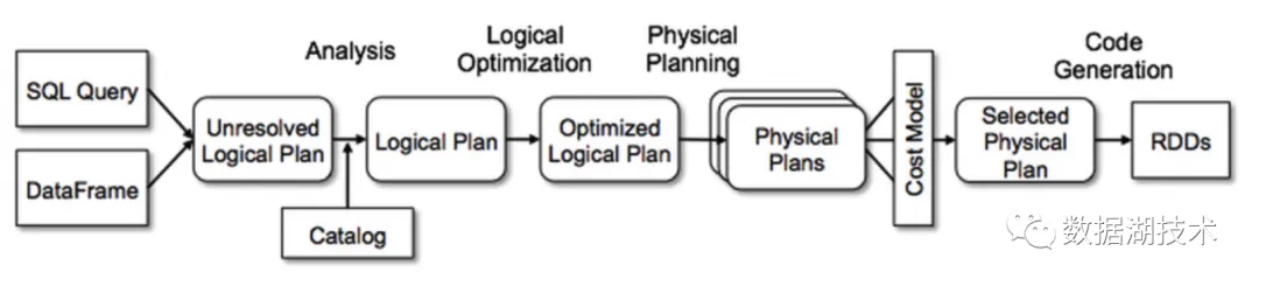 Analysis
Logical
Optimization
Physical
Planning
Code
Generation
SQL Query
DataFrame
Unresolved
Logical Plan
Catalog
Logical Plan
Optimized
Logical Plan
Physical
Plans
Cost Model
Selected
Physical
Plan
RDDs
数据湖技术